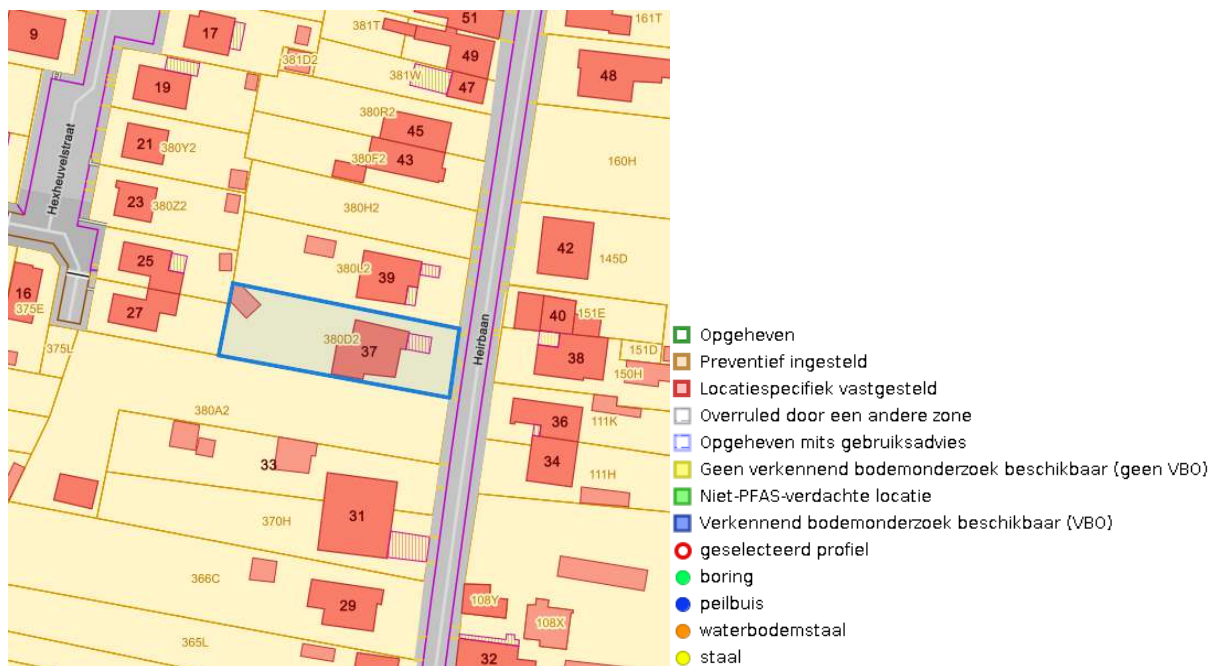 51
161T
9
17
381T
49
381D2
381W
47
48
19
380R2
45
Hexheuvelstraat
21
380Y2
380F2
43
160H
23
380Z2
380H2
42
145D
25
380L2
39
16
375E
27
40
151E
Heirbaan
380D2
37
38
151D
375L
150H
380A2
36
111K
33
34
111H
31
370H
366C
29
108Y
108X
365L
32
Opgeheven
Preventief ingesteld
Locatiespecifiek vastgesteld
Overruled door een andere zone
Opgeheven mits gebruiksadvies
Geen verkennend bodemonderzoek beschikbaar (geen VBO)
Niet-PFAS-verdachte locatie
Verkennend bodemonderzoek beschikbaar (VBO)
geselecteerd profiel
boring
peilbuis
waterbodemstaal
staal